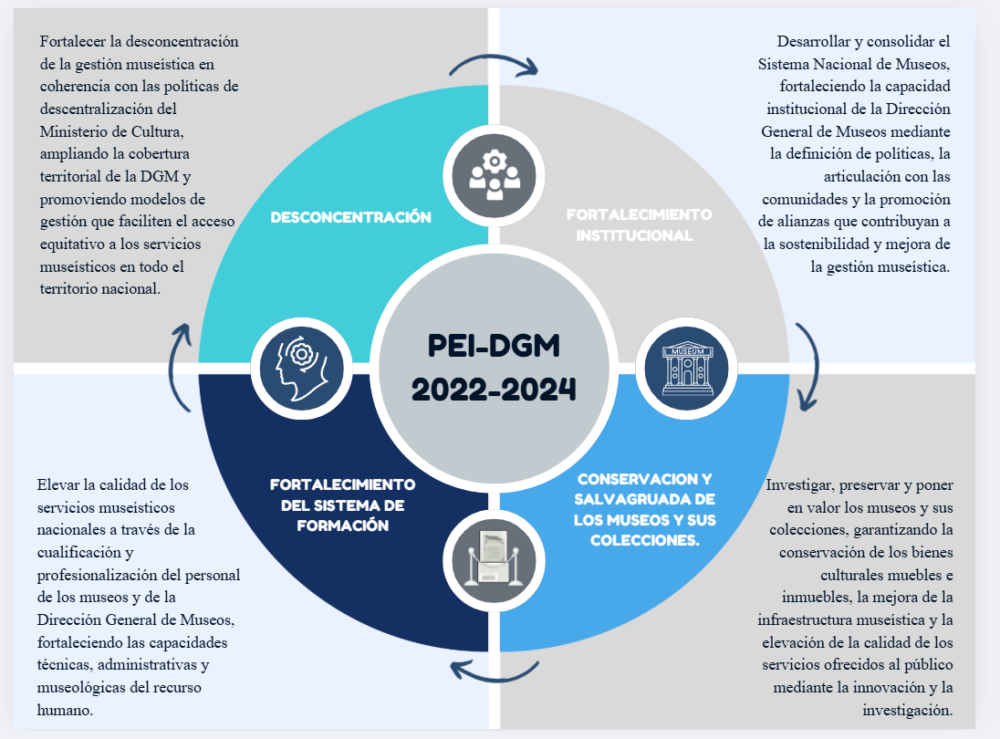 Fortalecer la desconcentración
de la gestión museística en
coherencia con las políticas de
descentralización del
Ministerio de Cultura,
ampliando la cobertura
territorial de la DGM y
promoviendo modelos de
gestión que faciliten el acceso
equitativo a los servicios
museísticos en todo el
territorio nacional.
Desarrollar y consolidar el
Sistema Nacional de Museos,
fortaleciendo la capacidad
institucional de la Dirección
General de Museos mediante
la definición de políticas, la
articulación con las
comunidades y la promoción
de alianzas que contribuyan a
la sostenibilidad y mejora de
la gestión museística.
DESCONCENTRACIÓN
FORTALECIMIENTO
INSTITUCIONAL
PEI-DGM
2022-2024
MUSEUM
FORTALECIMIENTO
DEL SISTEMA DE
FORMACIÓN
CONSERVACION Y
SALVAGRUADA DE
LOS MUSEOS Y SUS
COLECCIONES.
Elevar la calidad de los
servicios museísticos
nacionales a través de la
cualificación y
profesionalización del personal
de los museos y de la
Dirección General de Museos,
fortaleciendo las capacidades
técnicas, administrativas y
museológicas del recurso
humano.
Investigar, preservar y poner
en valor los museos y sus
colecciones, garantizando la
conservación de los bienes
culturales muebles e
inmuebles, la mejora de la
infraestructura museística y la
elevación de la calidad de los
servicios ofrecidos al público
mediante la innovación y la
investigación.